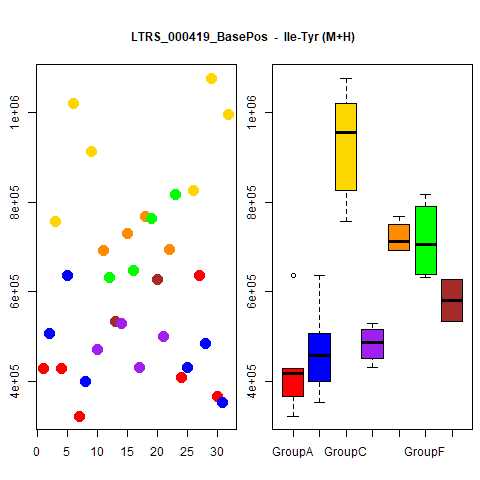 LTRS_000419_BasePos - Ile-Tyr (M+H)
1e+06
8e+05
6e+05
4e+05
0 5 10 15 20 25 30
1e+06
8e+05
6e+05
4e+05
GroupA GroupC GroupF